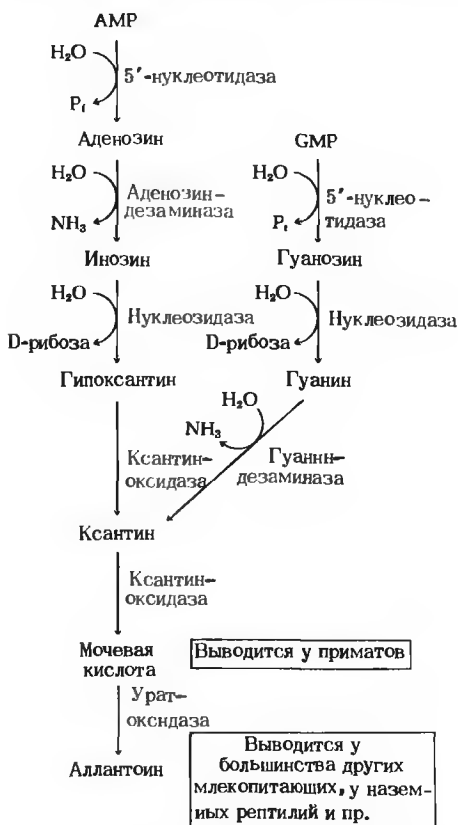 AMP
H₂O
5'-нуклеотидаза
Pᵢ
Аденозин
GMP
H₂O
Аденозин-
дезаминаза
NH₃
H₂O
5'-нуклео-
тидаза
Pᵢ
Инозин
Гуанозин
H₂O
Нуклеозидаза
D-рибоза
H₂O
Нуклеозидаза
D-рибоза
Гипоксантин
Гуанин
H₂O
NH₃
Ксантин-
оксидаза
Гуанин-
дезаминаза
Ксантин
Ксантин-
оксидаза
Мочевая
кислота
Выводится у приматов
Урат-
оксидаза
Аллантоин
Выводится у
большинства других
млекопитающих, у назем-
ных рептилий и пр.